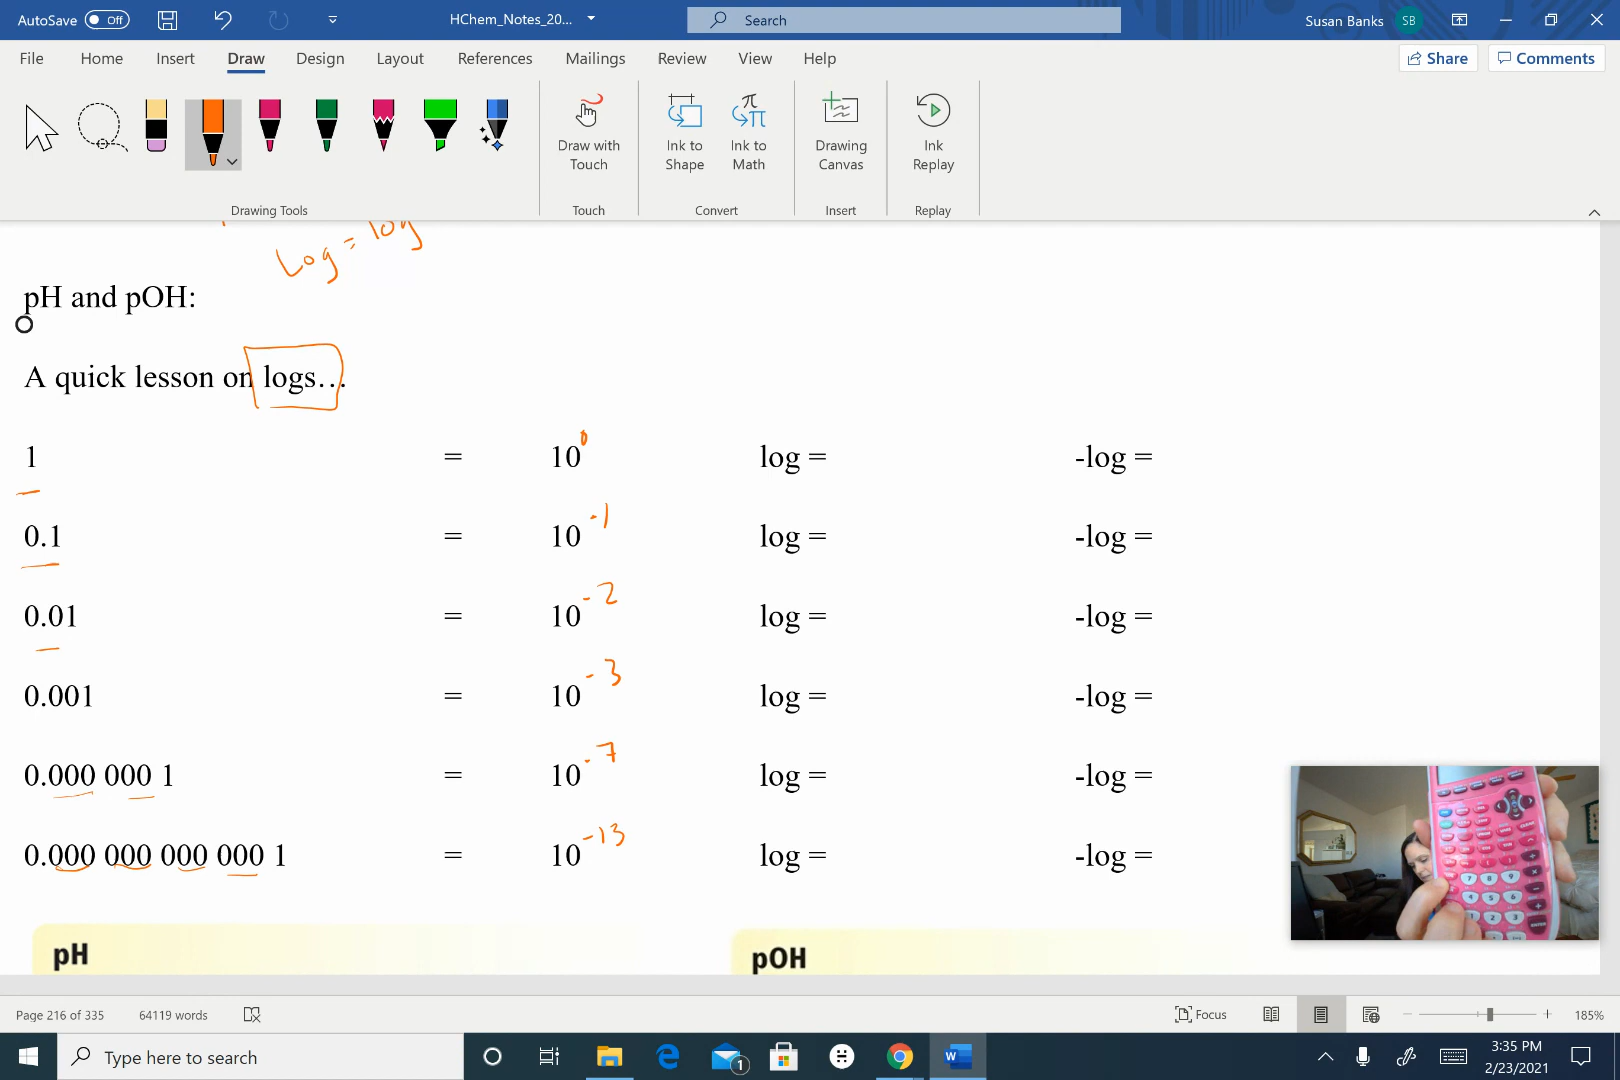 AutoSave Off HChem_Notes_20... Search Susan Banks SB
File Home Insert Draw Design Layout References Mailings Review View Help Share Comments
Draw with Touch
Ink to Shape
Ink to Math
Drawing Canvas
Ink Replay
Drawing Tools Touch Convert Insert Replay
Log = log
pH and pOH:
A quick lesson on logs...
1 = 10^0 log = -log =
0.1 = 10^-1 log = -log =
0.01 = 10^-2 log = -log =
0.001 = 10^-3 log = -log =
0.000 000 1 = 10^-7 log = -log =
0.000 000 000 000 1 = 10^-13 log = -log =
pH pOH
Page 216 of 335 64119 words Focus 185%
Type here to search 1 3:35 PM
2/23/2021